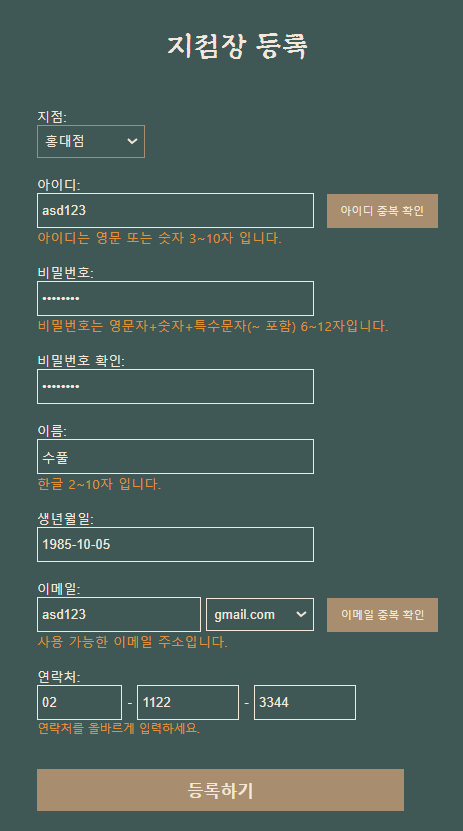 지점장 등록
지점:
홍대점
아이디:
asd123 아이디 중복 확인
아이디는 영문 또는 숫자 3~10자 입니다.
비밀번호:
••••••••
비밀번호는 영문자+숫자+특수문자(~ 포함) 6~12자입니다.
비밀번호 확인:
••••••••
이름:
수풀
한글 2~10자 입니다.
생년월일:
1985-10-05
이메일:
asd123 gmail.com 이메일 중복 확인
사용 가능한 이메일 주소입니다.
연락처:
02 - 1122 - 3344
연락처를 올바르게 입력하세요.
등록하기